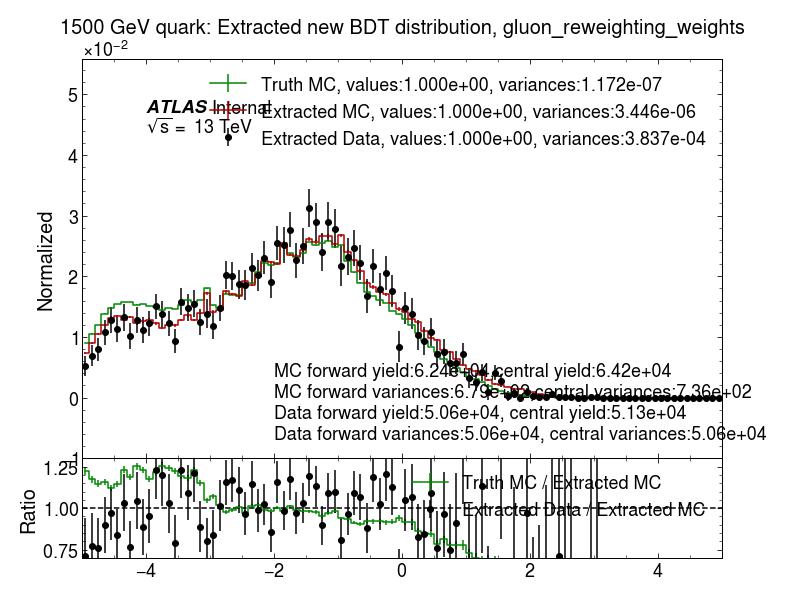 1500 GeV quark: Extracted new BDT distribution, gluon_reweighting_weights
×10⁻²
Truth MC, values:1.000e+00, variances:1.172e-07
ATLAS Internal
Extracted MC, values:1.000e+00, variances:3.446e-06
√s = 13 TeV
Extracted Data, values:1.000e+00, variances:3.837e-04
Normalized
5
4
3
2
1
0
1
MC forward yield:6.24e+04, central yield:6.42e+04
MC forward variances:6.79e+02, central variances:7.36e+02
Data forward yield:5.06e+04, central yield:5.13e+04
Data forward variances:5.06e+04, central variances:5.06e+04
Ratio
1.25
1.00
0.75
Truth MC / Extracted MC
Extracted Data / Extracted MC
−4 −2 0 2 4